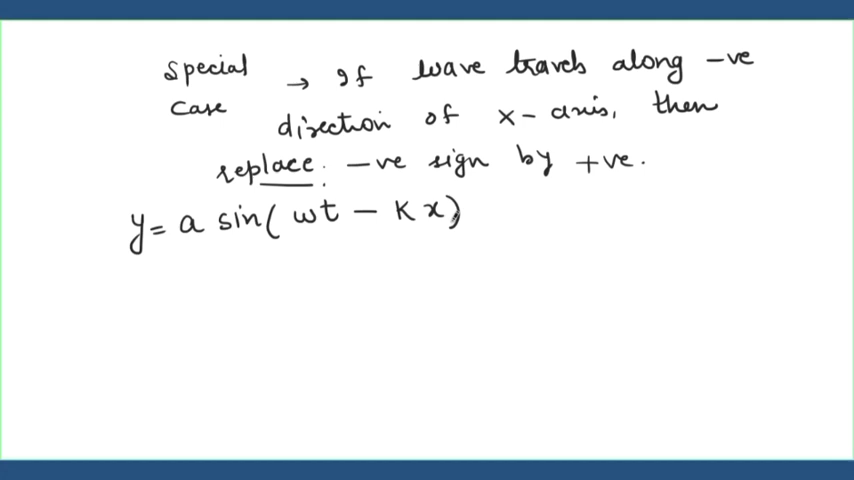 special → If wave travels along -ve
case direction of x-axis, then
replace. -ve sign by +ve.
y = a sin( ωt - Kx)